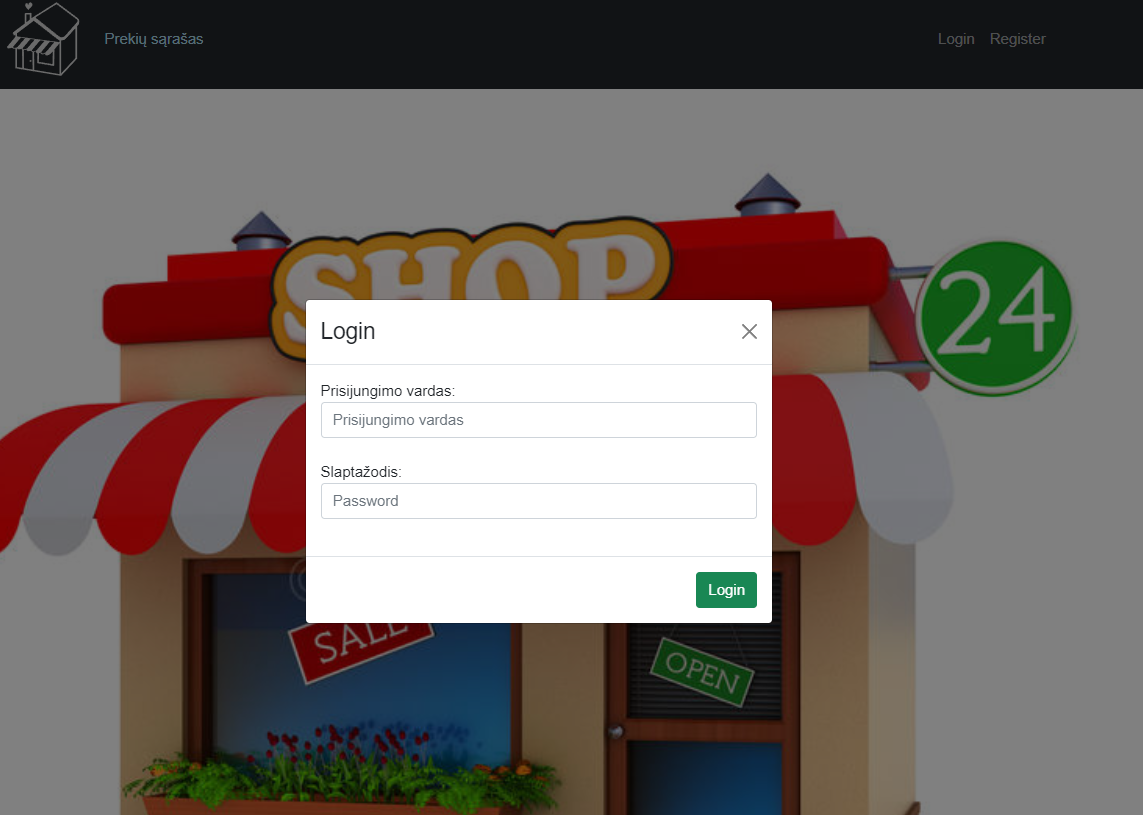 Prekių sąrašas
Login
Register
SHOP
24
Login
Prisijungimo vardas:
Prisijungimo vardas
Slaptažodis:
Password
Login
SALE
OPEN